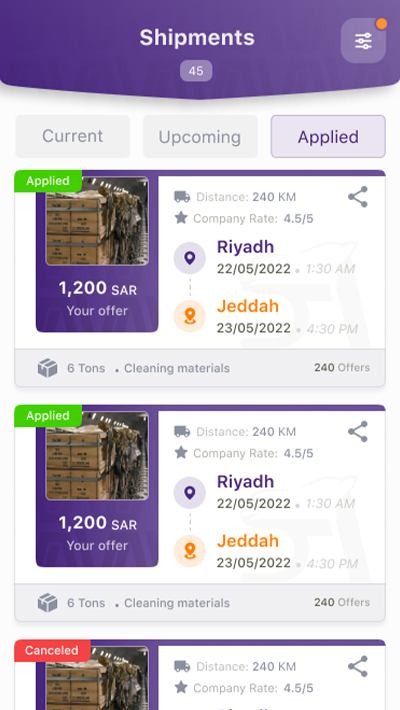 Shipments
45
Current
Upcoming
Applied
Applied
Distance: 240 KM
Company Rate: 4.5/5
Riyadh
22/05/2022 • 1:30 AM
1,200 SAR
Your offer
Jeddah
23/05/2022 • 4:30 PM
6 Tons • Cleaning materials
240 Offers
Applied
Distance: 240 KM
Company Rate: 4.5/5
Riyadh
22/05/2022 • 1:30 AM
1,200 SAR
Your offer
Jeddah
23/05/2022 • 4:30 PM
6 Tons • Cleaning materials
240 Offers
Canceled
Distance: 240 KM
Company Rate: 4.5/5